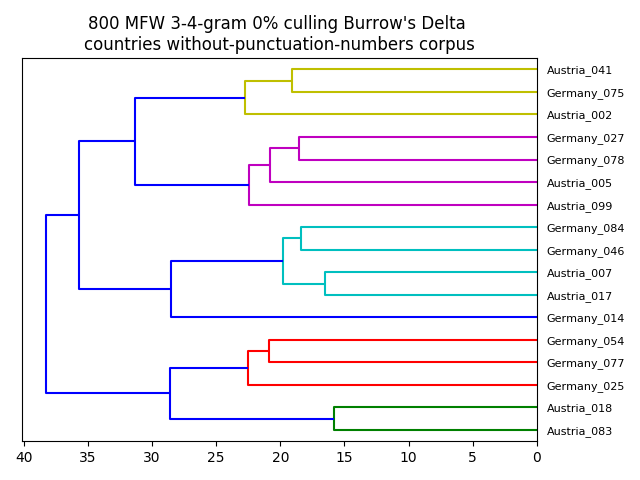 800 MFW 3-4-gram 0% culling Burrow's Delta
countries without-punctuation-numbers corpus
Austria_041
Germany_075
Austria_002
Germany_027
Germany_078
Austria_005
Austria_099
Germany_084
Germany_046
Austria_007
Austria_017
Germany_014
Germany_054
Germany_077
Germany_025
Austria_018
Austria_083
40 35 30 25 20 15 10 5 0